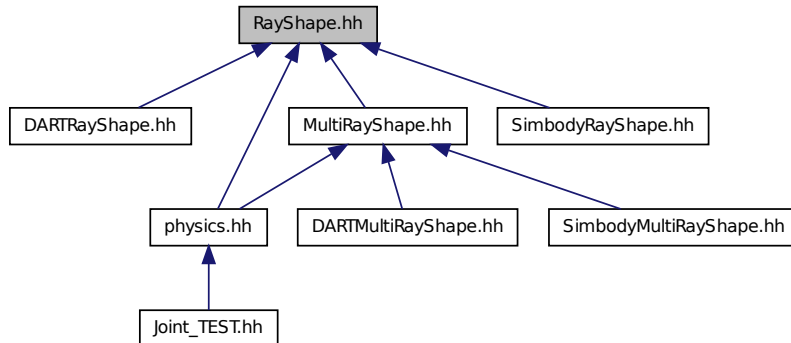 RayShape.hh
DARTRayShape.hh
MultiRayShape.hh
SimbodyRayShape.hh
physics.hh
DARTMultiRayShape.hh
SimbodyMultiRayShape.hh
Joint_TEST.hh